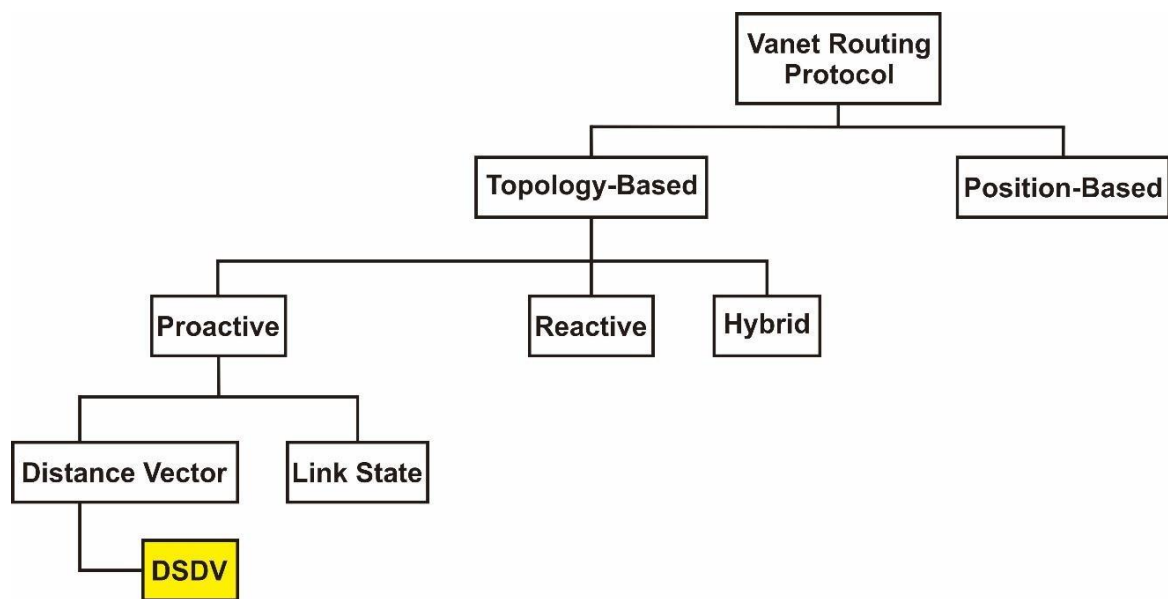 Vanet Routing
Protocol
Topology-Based
Position-Based
Proactive
Reactive
Hybrid
Distance Vector
Link State
DSDV